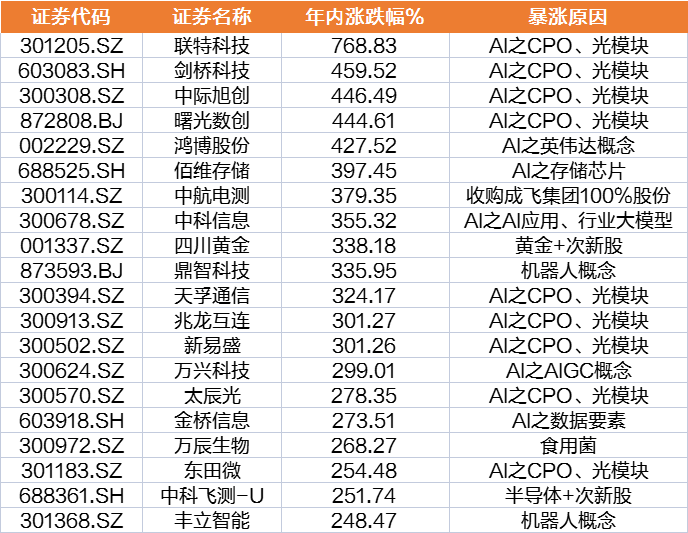 证券代码 证券名称 年内涨跌幅% 暴涨原因
301205.SZ 联特科技 768.83 AI之CPO、光模块
603083.SH 剑桥科技 459.52 AI之CPO、光模块
300308.SZ 中际旭创 446.49 AI之CPO、光模块
872808.BJ 曙光数创 444.61 AI之CPO、光模块
002229.SZ 鸿博股份 427.52 AI之英伟达概念
688525.SH 佰维存储 397.45 AI之存储芯片
300114.SZ 中航电测 379.35 收购成飞集团100%股份
300678.SZ 中科信息 355.32 AI之AI应用、行业大模型
001337.SZ 四川黄金 338.18 黄金+次新股
873593.BJ 鼎智科技 335.95 机器人概念
300394.SZ 天孚通信 324.17 AI之CPO、光模块
300913.SZ 兆龙互连 301.27 AI之CPO、光模块
300502.SZ 新易盛 301.26 AI之CPO、光模块
300624.SZ 万兴科技 299.01 AI之AIGC概念
300570.SZ 太辰光 278.35 AI之CPO、光模块
603918.SH 金桥信息 273.51 AI之数据要素
300972.SZ 万辰生物 268.27 食用菌
301183.SZ 东田微 254.48 AI之CPO、光模块
688361.SH 中科飞测-U 251.74 半导体+次新股
301368.SZ 丰立智能 248.47 机器人概念